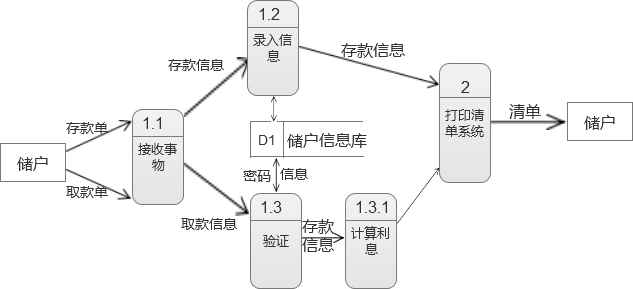 1.2
录入信
息
存款信息
存款信息
2
打印清
单系统
清单
储户
存款单
1.1
接收事
物
D1
储户信息库
储户
取款单
密码
信息
取款信息
1.3
验证
存款
信息
1.3.1
计算利
息